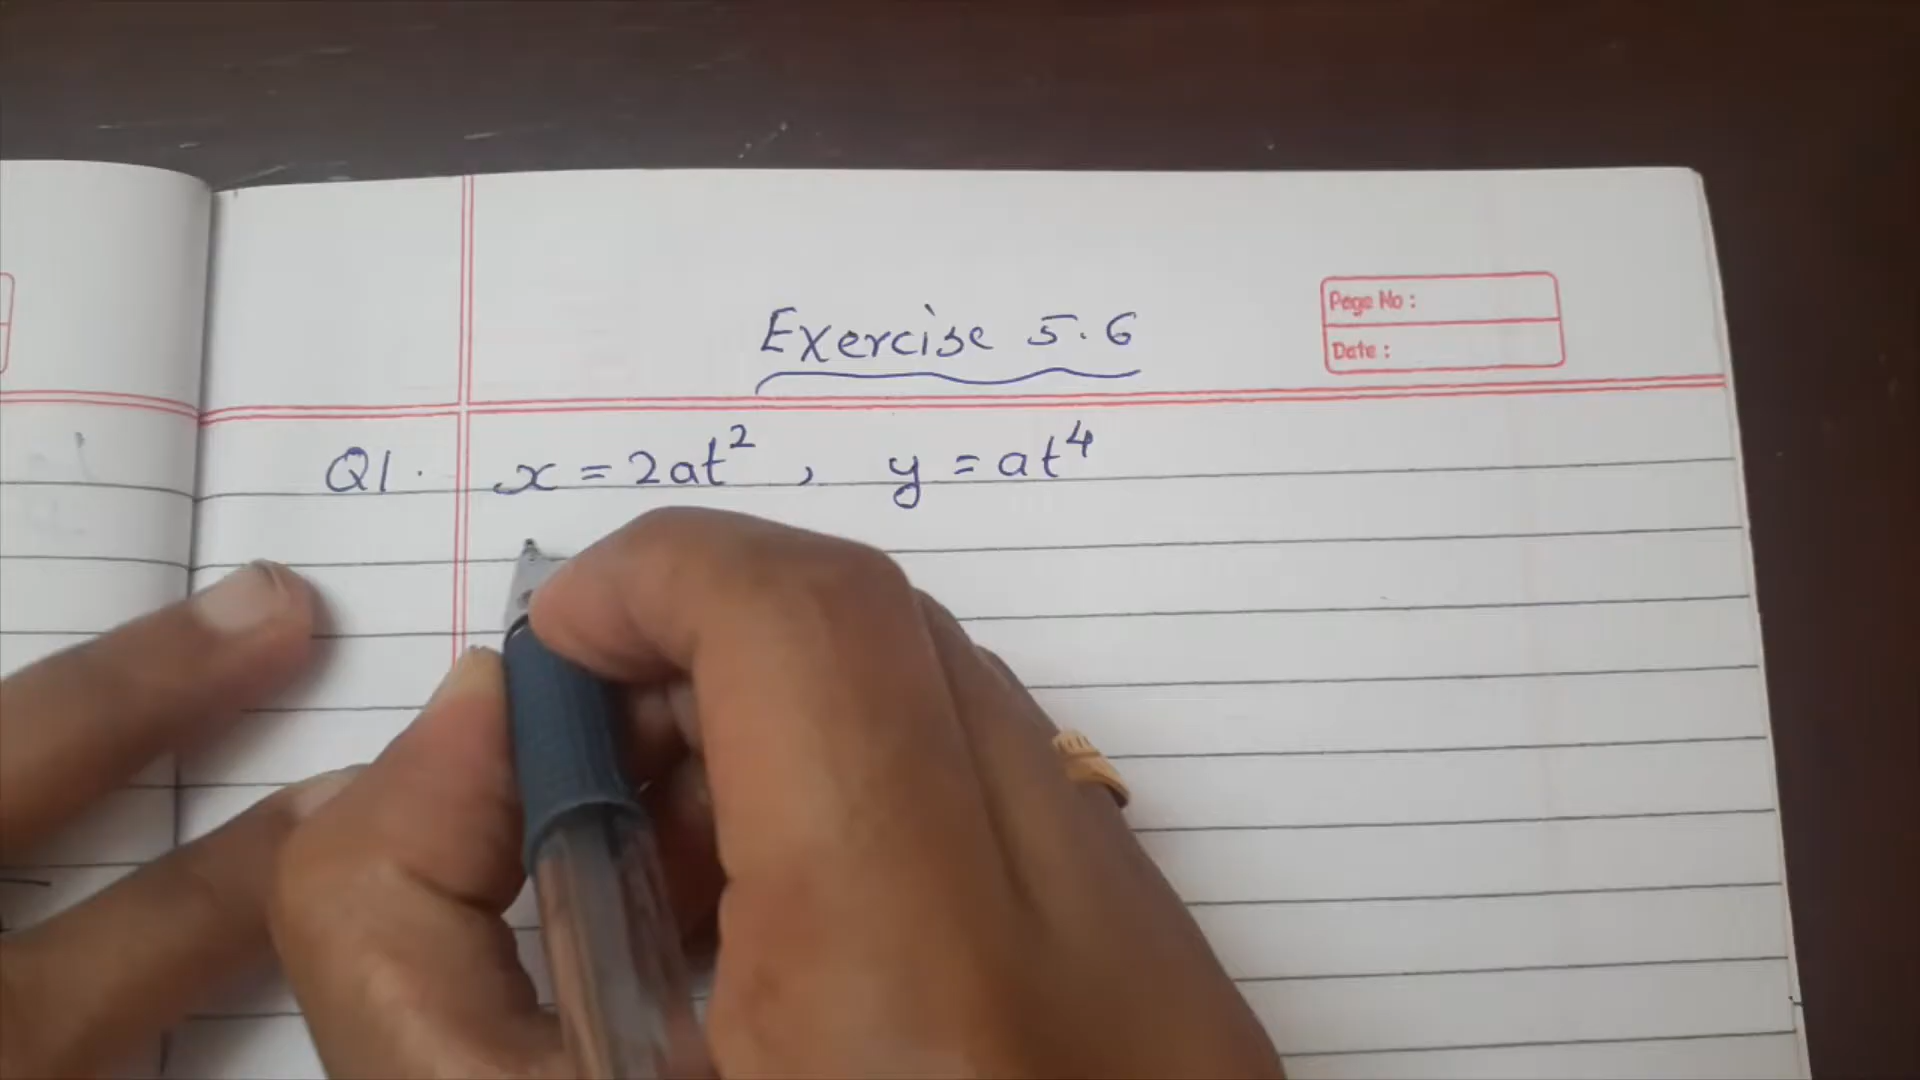 Exercise 5.6
Page No :
Date :
Q1. x = 2at², y = at⁴